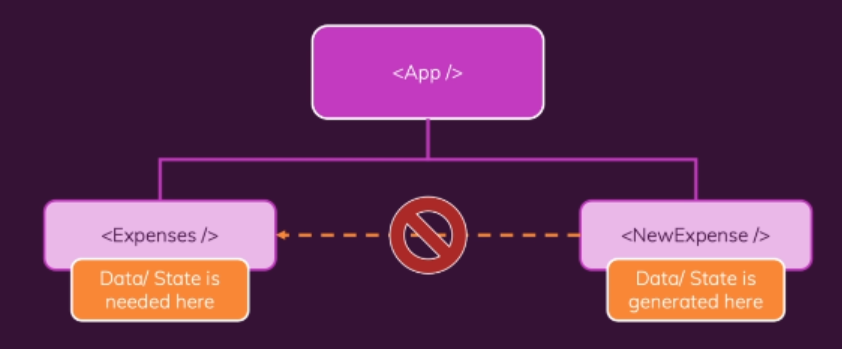 <App />
<Expenses />
<NewExpense />
Data/ State is
needed here
Data/ State is
generated here